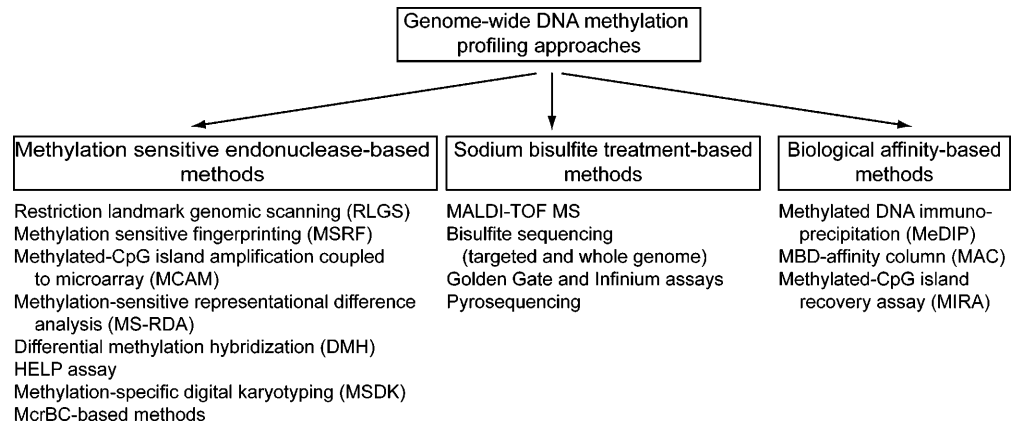 Genome-wide DNA methylation
profiling approaches
Methylation sensitive endonuclease-based
methods
Restriction landmark genomic scanning (RLGS)
Methylation sensitive fingerprinting (MSRF)
Methylated-CpG island amplification coupled
to microarray (MCAM)
Methylation-sensitive representational difference
analysis (MS-RDA)
Differential methylation hybridization (DMH)
HELP assay
Methylation-specific digital karyotyping (MSDK)
McrBC-based methods
Sodium bisulfite treatment-based
methods
MALDI-TOF MS
Bisulfite sequencing
(targeted and whole genome)
Golden Gate and Infinium assays
Pyrosequencing
Biological affinity-based
methods
Methylated DNA immuno-
precipitation (MeDIP)
MBD-affinity column (MAC)
Methylated-CpG island
recovery assay (MIRA)